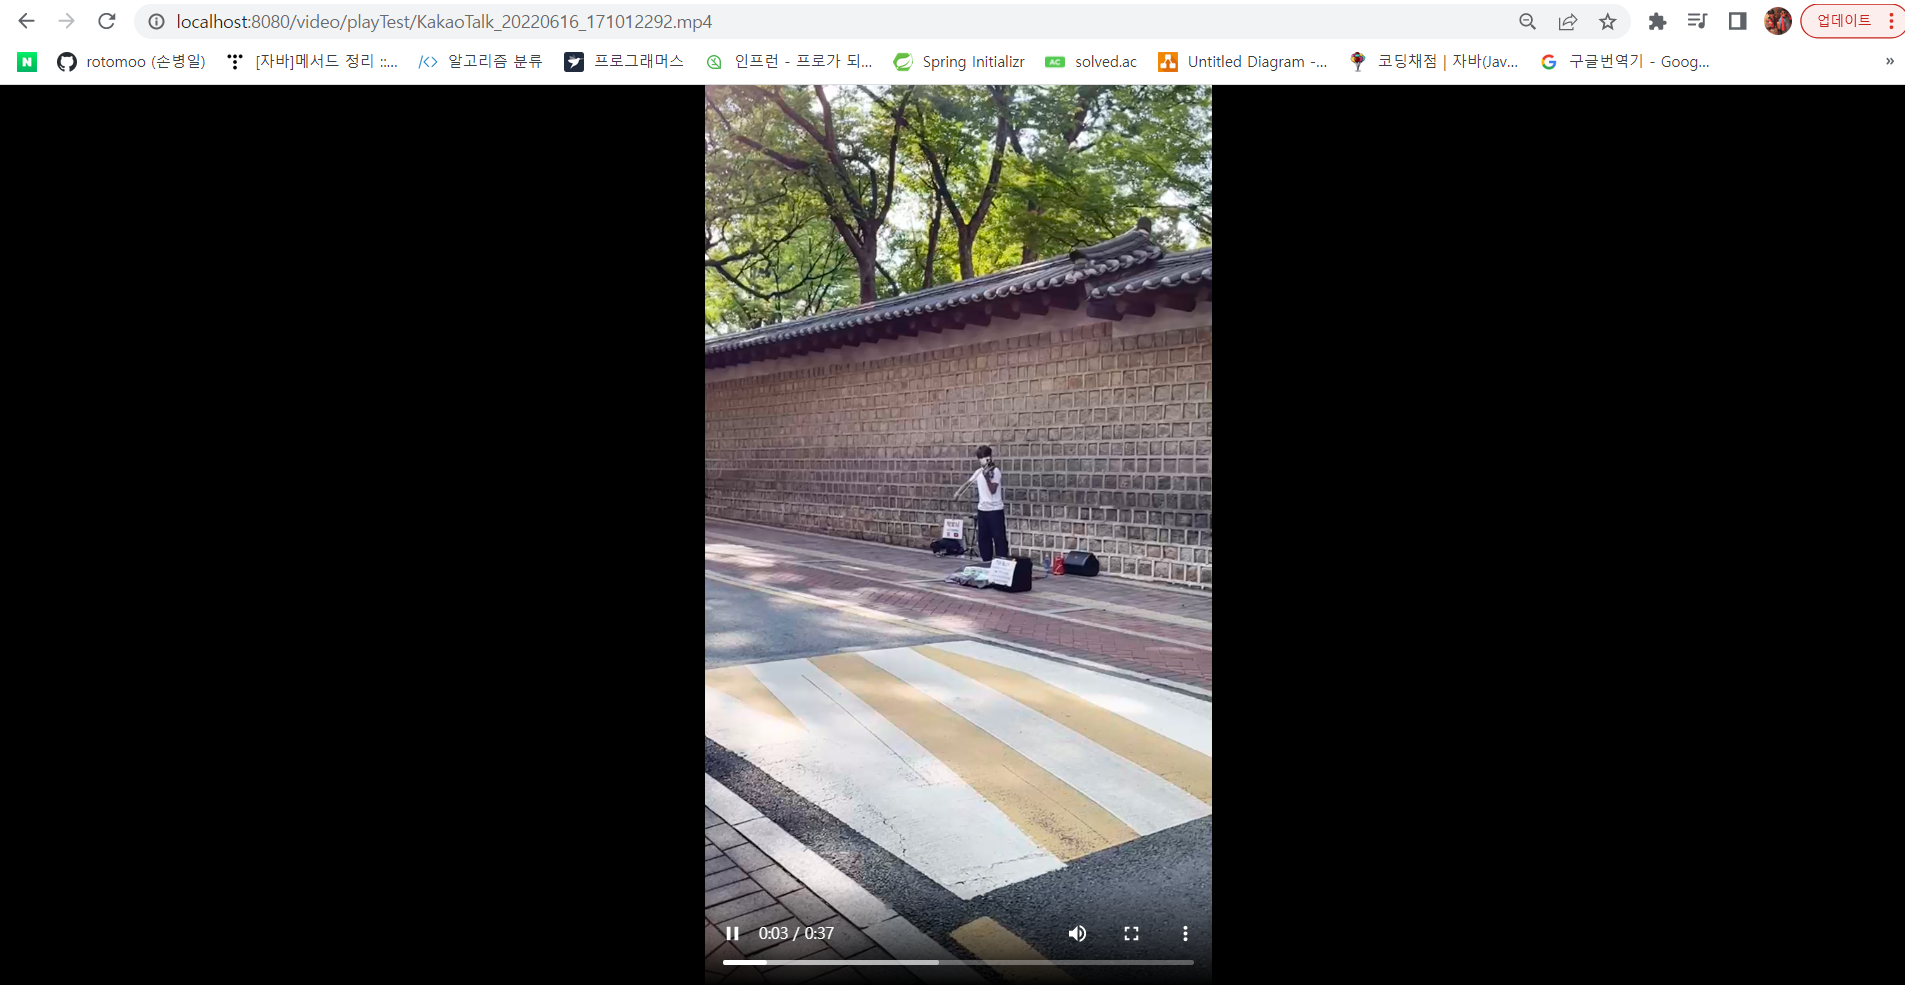 localhost:8080/video/playTest/KakaoTalk_20220616_171012292.mp4
업데이트
rotomoo (손병일)
[자바]메서드 정리 ::...
알고리즘 분류
프로그래머스
인프런 - 프로가 되...
Spring Initializr
AC solved.ac
Untitled Diagram -...
코딩채점 | 자바(Jav...
구글번역기 - Goog...
»
0:03 / 0:37